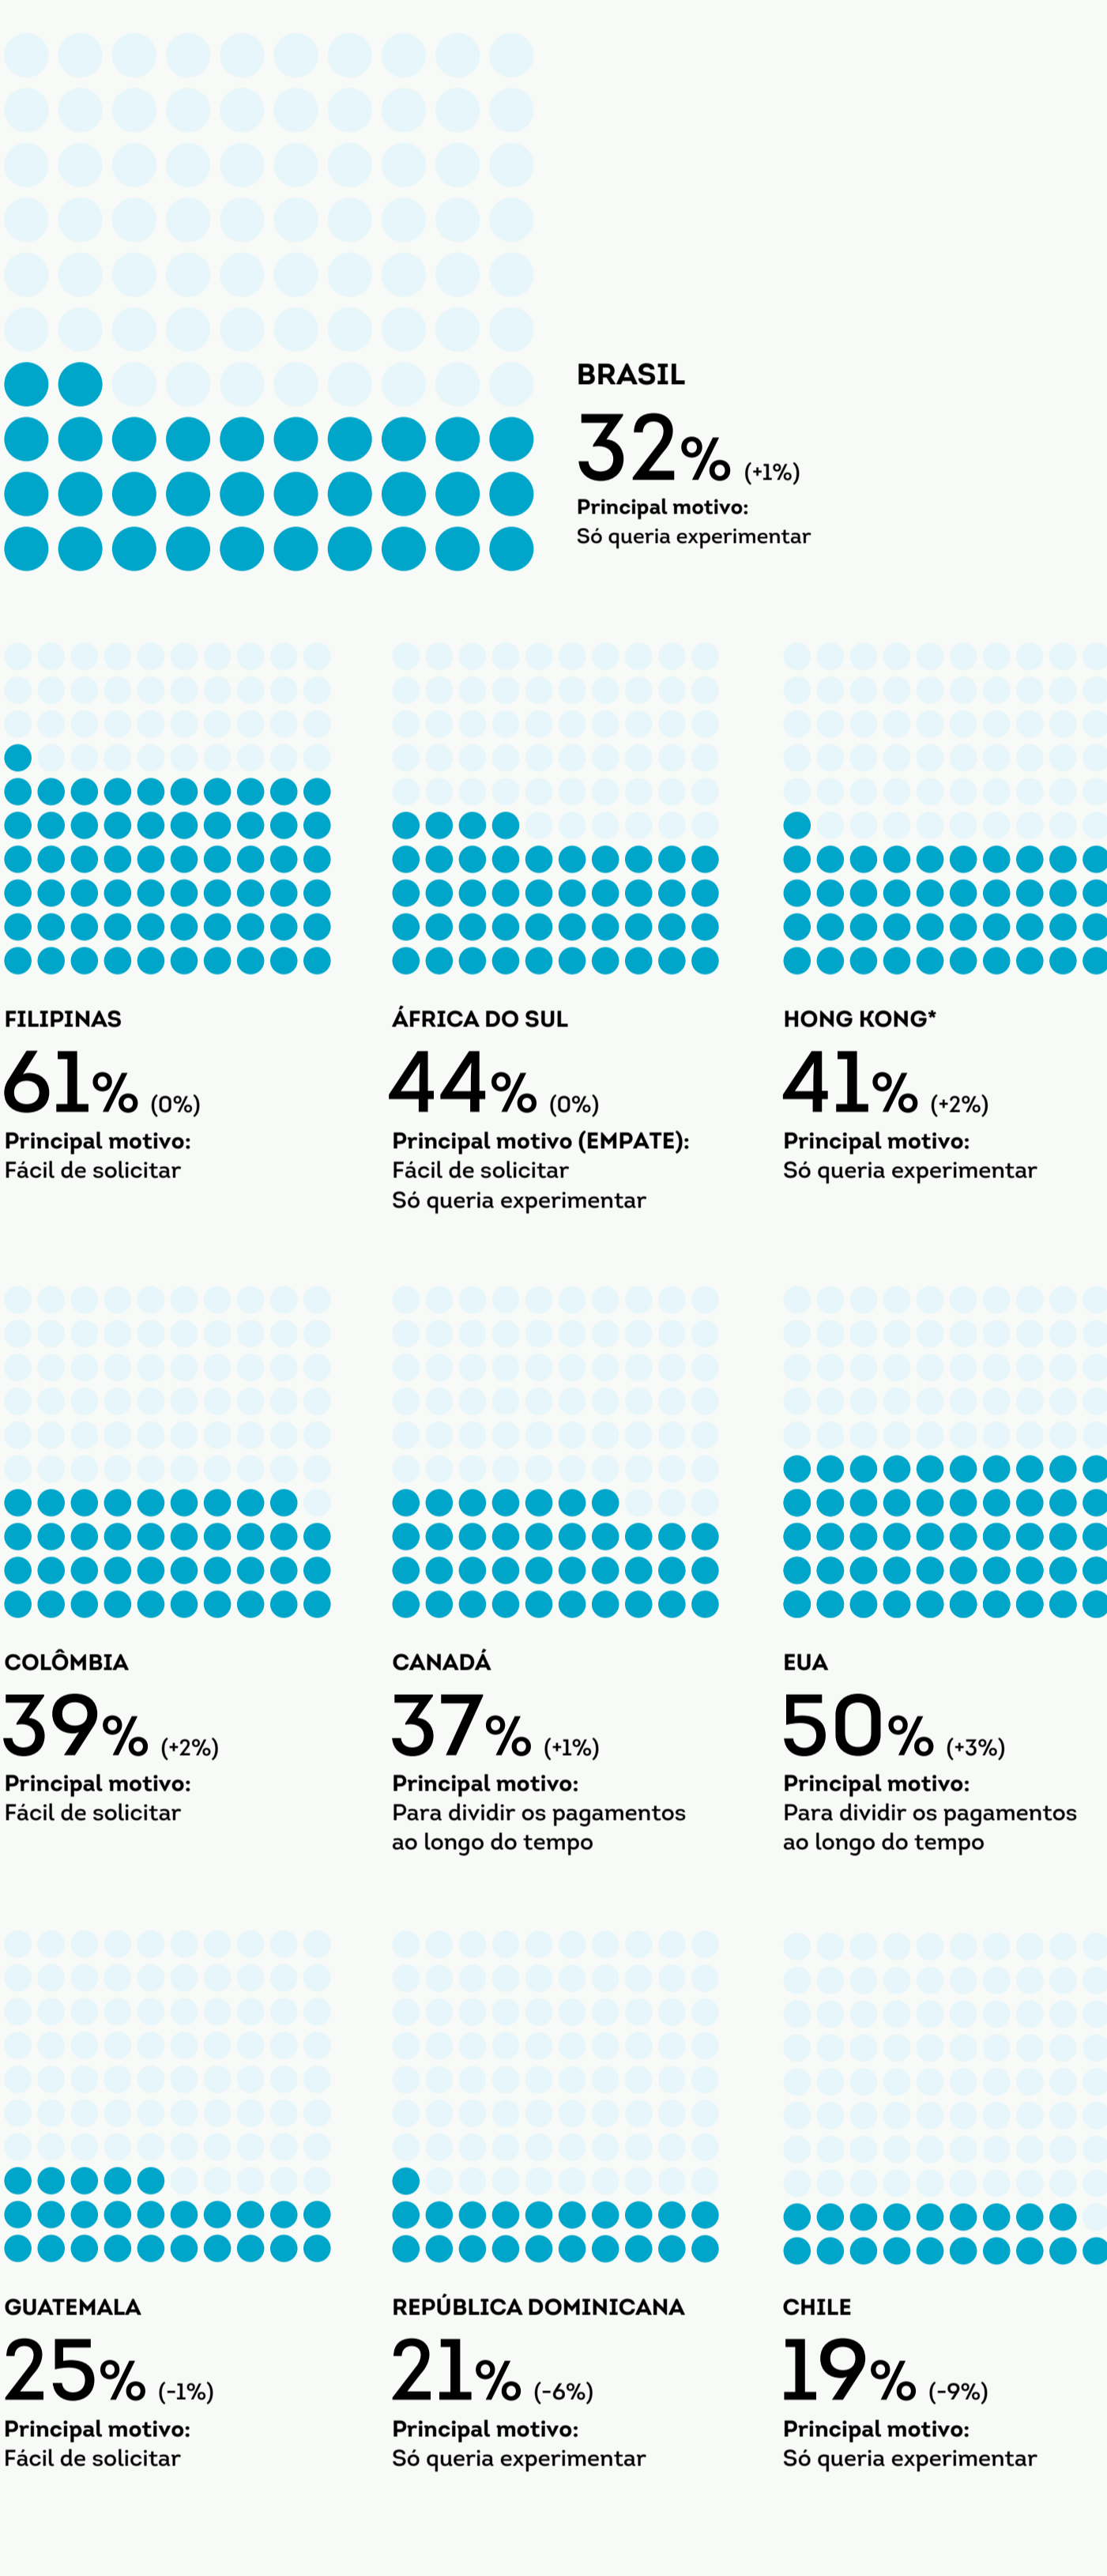 BRASIL
32% (+1%)
Principal motivo:
Só queria experimentar
FILIPINAS
61% (0%)
Principal motivo:
Fácil de solicitar
ÁFRICA DO SUL
44% (0%)
Principal motivo (EMPATE):
Fácil de solicitar
Só queria experimentar
HONG KONG*
41% (+2%)
Principal motivo:
Só queria experimentar
COLÔMBIA
39% (+2%)
Principal motivo:
Fácil de solicitar
CANADÁ
37% (+1%)
Principal motivo:
Para dividir os pagamentos
ao longo do tempo
EUA
50% (+3%)
Principal motivo:
Para dividir os pagamentos
ao longo do tempo
GUATEMALA
25% (-1%)
Principal motivo:
Fácil de solicitar
REPÚBLICA DOMINICANA
21% (-6%)
Principal motivo:
Só queria experimentar
CHILE
19% (-9%)
Principal motivo:
Só queria experimentar